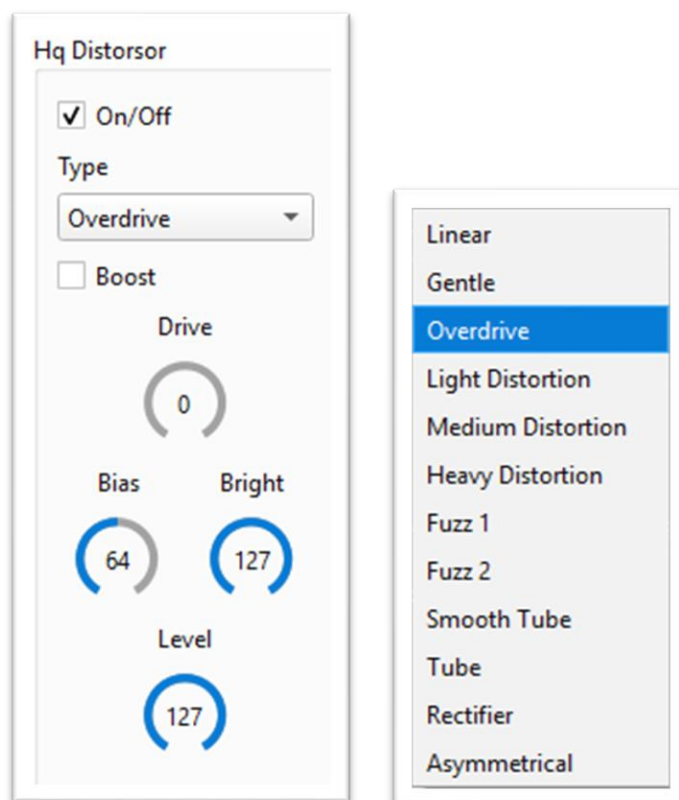 Hq Distorsor
On/Off
Type
Overdrive
Boost
Drive
0
Bias Bright
64 127
Level
127
Linear
Gentle
Overdrive
Light Distortion
Medium Distortion
Heavy Distortion
Fuzz 1
Fuzz 2
Smooth Tube
Tube
Rectifier
Asymmetrical